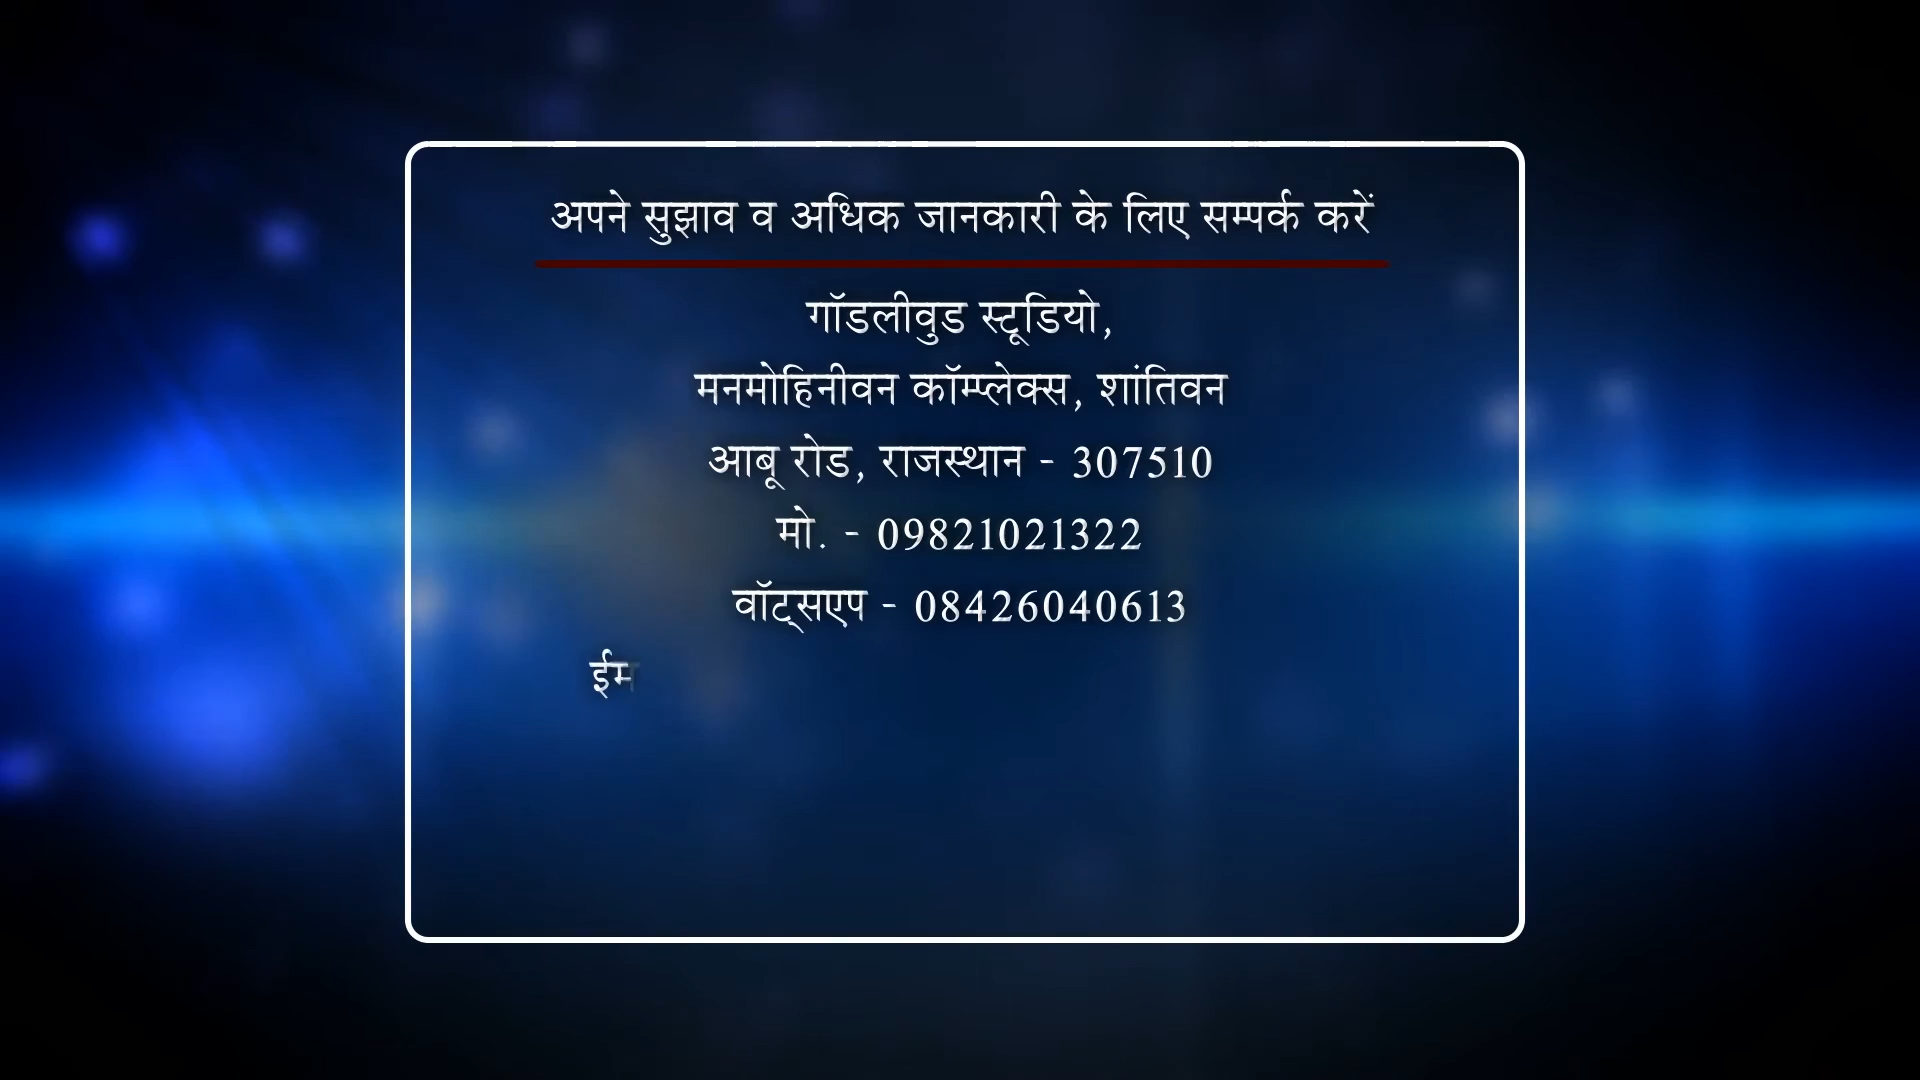 अपने सुझाव व अधिक जानकारी के लिए सम्पर्क करें
गॉडलीवुड स्टूडियो,
मनमोहिनीवन कॉम्प्लेक्स, शांतिवन
आबू रोड, राजस्थान - 307510
मो. - 09821021322
वॉट्सएप - 08426040613